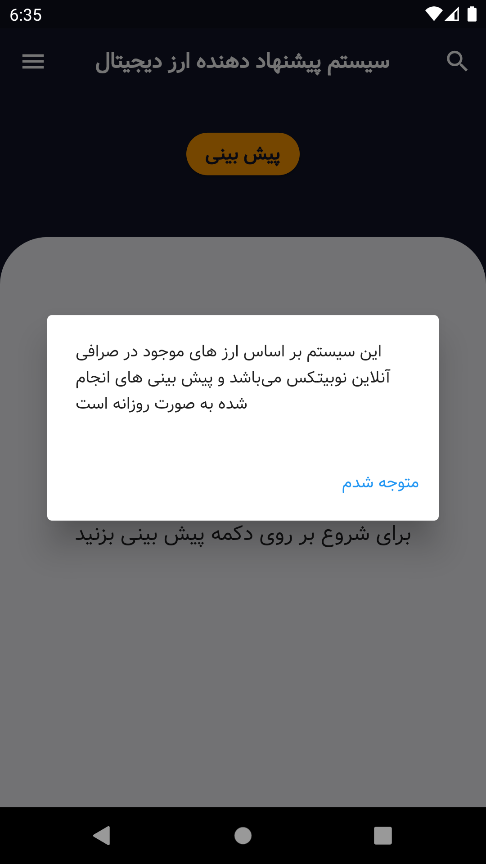 6:35
سیستم پیشنهاد دهنده ارز دیجیتال
پیش بینی
این سیستم بر اساس ارز های موجود در صرافی
آنلاین نوبیتکس می‌باشد و پیش بینی های انجام
شده به صورت روزانه است
متوجه شدم
برای شروع بر روی دکمه پیش بینی بزنید